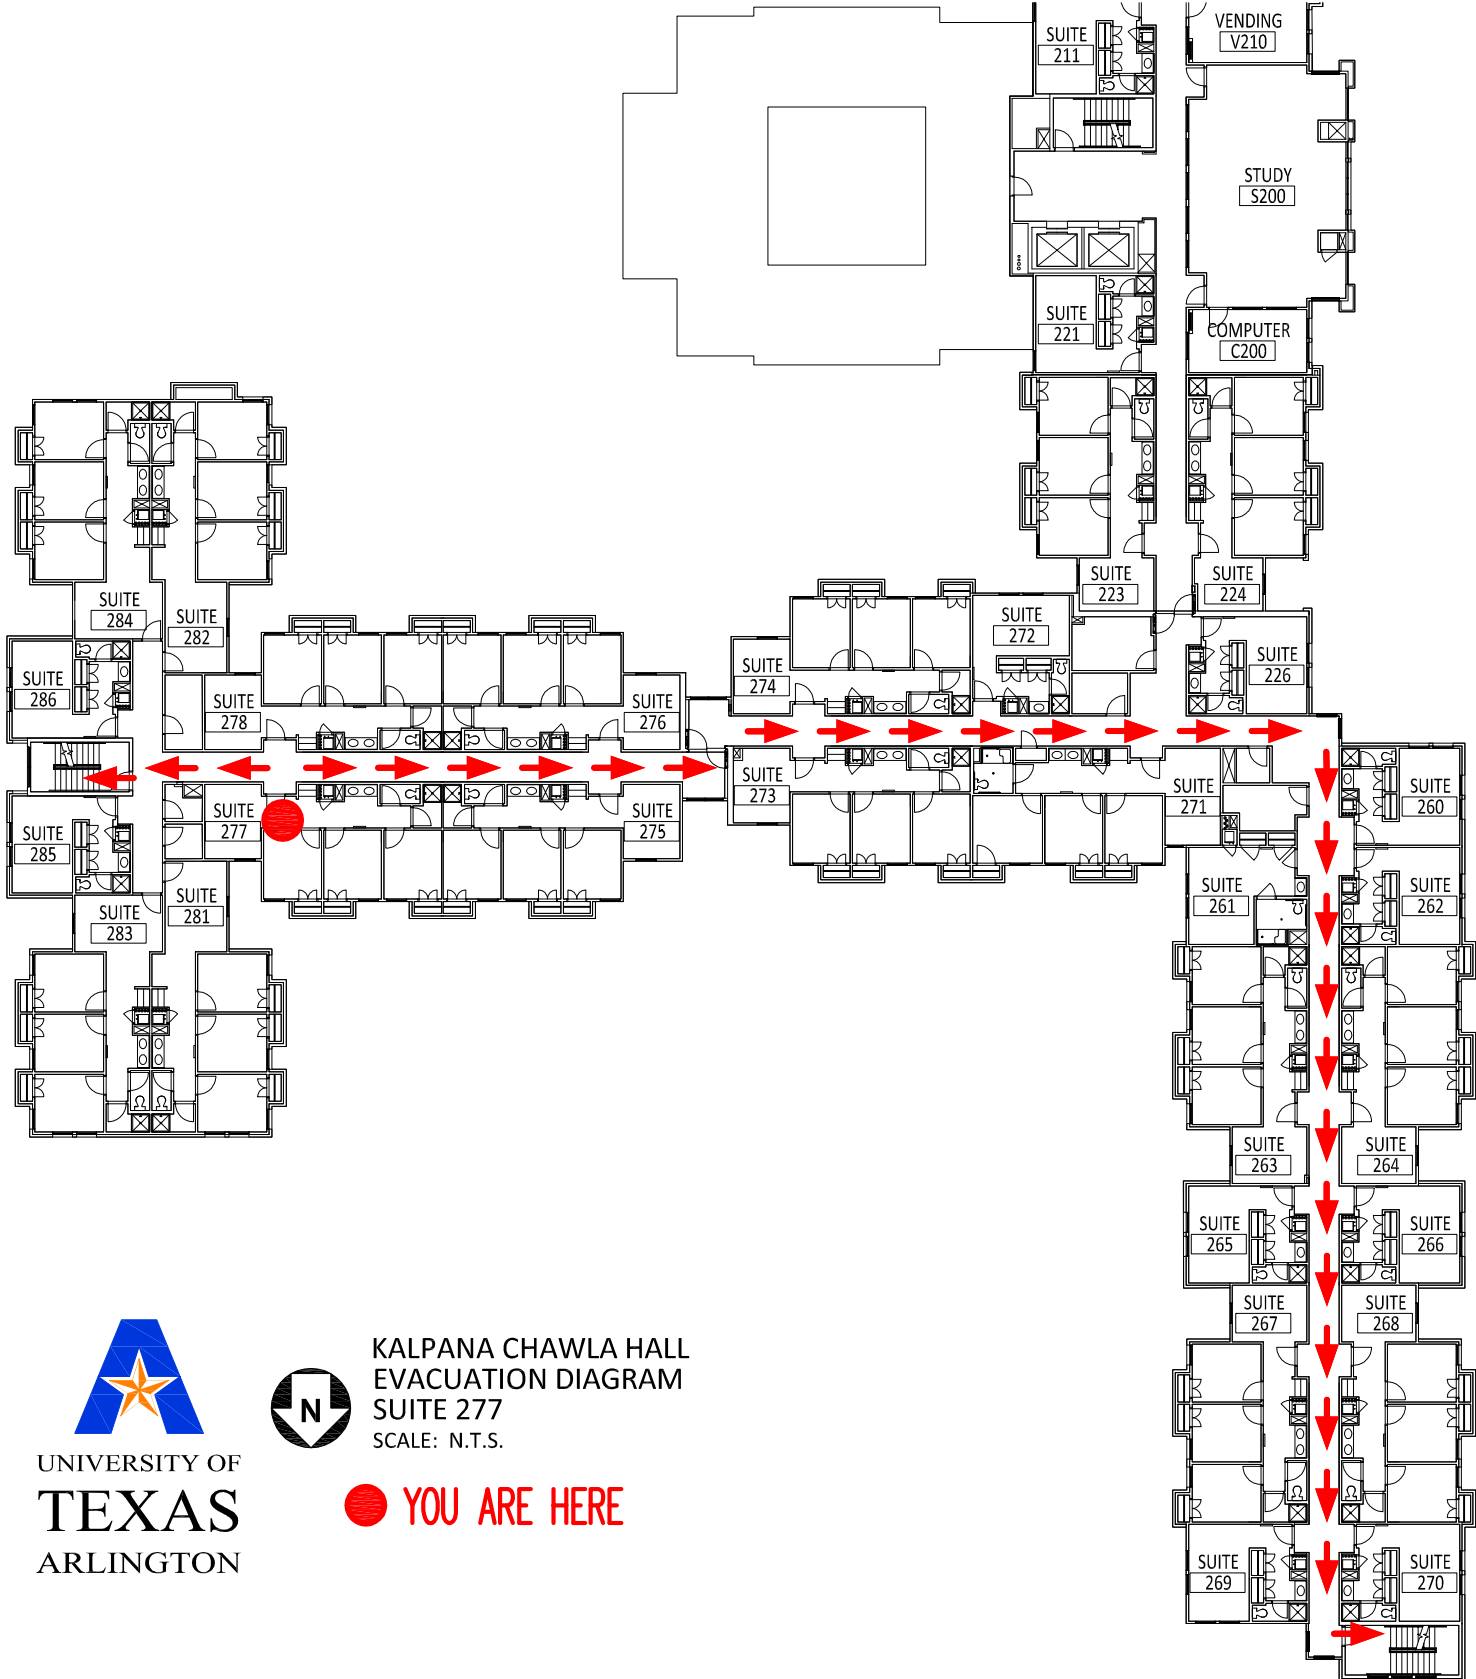 VENDING
V210
SUITE
211
STUDY
S200
SUITE
221
COMPUTER
C200
SUITE
223
SUITE
224
SUITE
284
SUITE
282
SUITE
272
SUITE
226
SUITE
286
SUITE
278
SUITE
276
SUITE
274
SUITE
285
SUITE
277
SUITE
275
SUITE
273
SUITE
271
SUITE
260
SUITE
283
SUITE
281
SUITE
261
SUITE
262
SUITE
263
SUITE
264
SUITE
265
SUITE
266
SUITE
267
SUITE
268
SUITE
269
SUITE
270
N
KALPANA CHAWLA HALL
EVACUATION DIAGRAM
SUITE 277
SCALE: N.T.S.
YOU ARE HERE
UNIVERSITY OF
TEXAS
ARLINGTON